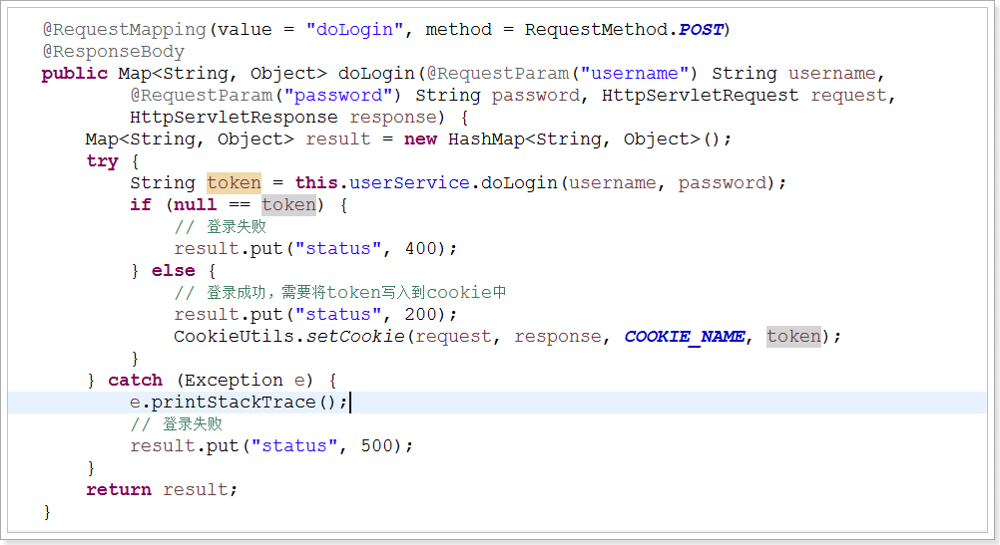 @RequestMapping(value = "doLogin", method = RequestMethod.POST)
@ResponseBody
public Map<String, Object> doLogin(@RequestParam("username") String username,
@RequestParam("password") String password, HttpServletRequest request,
HttpServletResponse response) {
Map<String, Object> result = new HashMap<String, Object>();
try {
String token = this.userService.doLogin(username, password);
if (null == token) {
// 登录失败
result.put("status", 400);
} else {
// 登录成功，需要将token写入到cookie中
result.put("status", 200);
CookieUtils.setCookie(request, response, COOKIE_NAME, token);
}
} catch (Exception e) {
e.printStackTrace();
// 登录失败
result.put("status", 500);
}
return result;
}